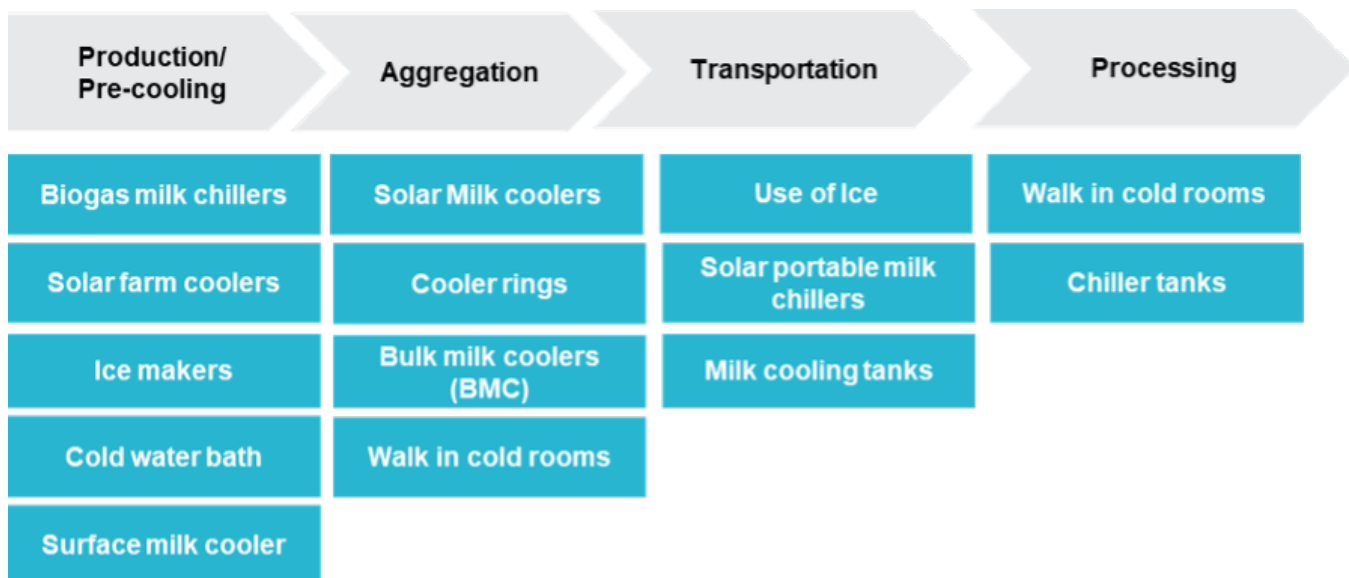 Production/
Pre-cooling
Aggregation
Transportation
Processing
Biogas milk chillers
Solar Milk coolers
Use of Ice
Walk in cold rooms
Solar farm coolers
Cooler rings
Solar portable milk
chillers
Chiller tanks
Ice makers
Bulk milk coolers
(BMC)
Milk cooling tanks
Cold water bath
Walk in cold rooms
Surface milk cooler